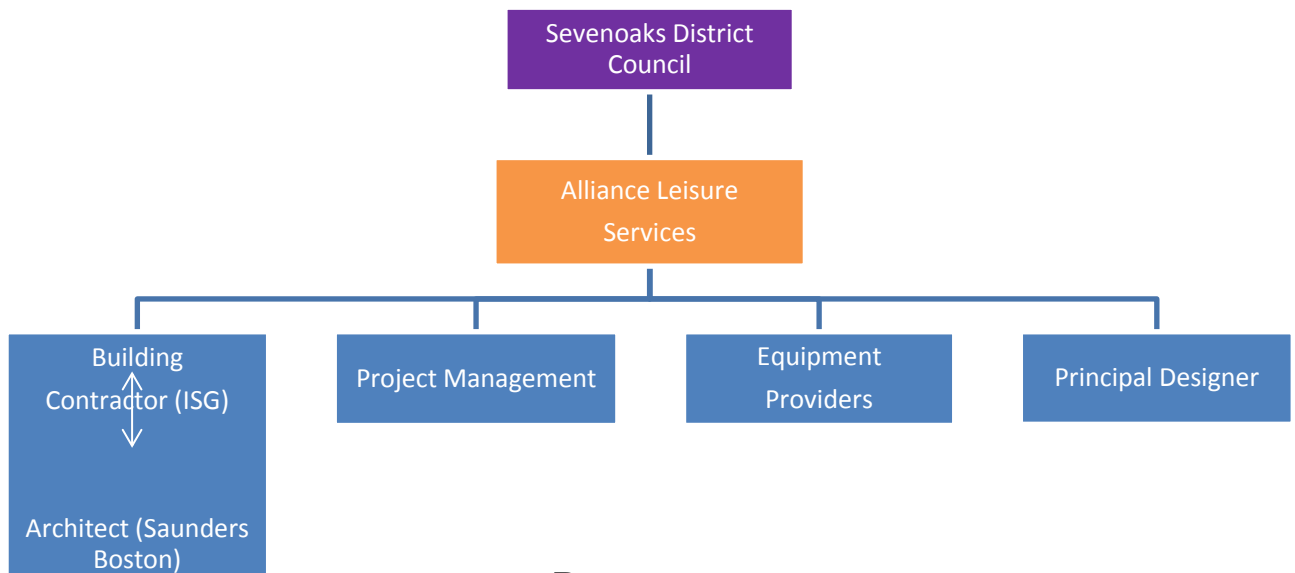 Sevenoaks District
Council
Alliance Leisure
Services
Building
Contractor (ISG)
Architect (Saunders
Boston)
Project Management
Equipment
Providers
Principal Designer